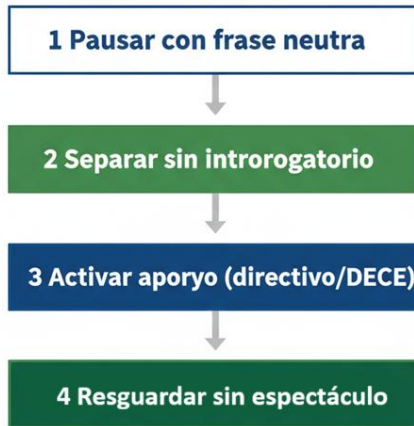 1 Pausar con frase neutra
2 Separar sin introrogatorio
3 Activar aporyo (directivo/DECE)
4 Resguardar sin espectáculo